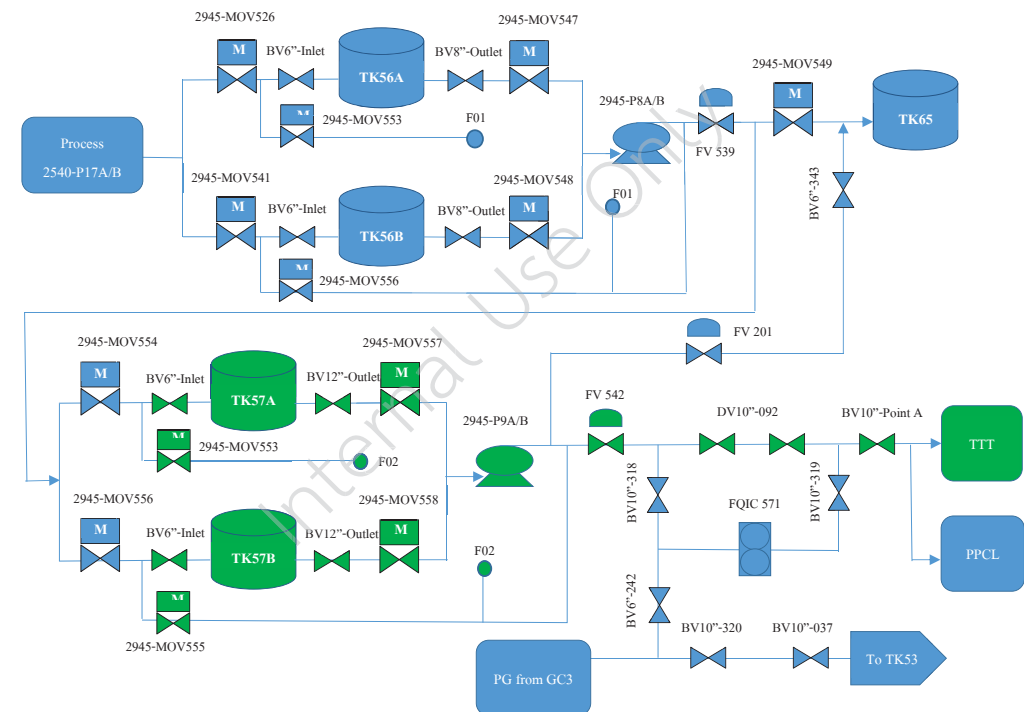 2945-MOV526
2945-MOV547
M
BV6”-Inlet
TK56A
BV8”-Outlet
M
2945-MOV549
2945-P8A/B
M
TK65
2945-MOV553
F01
FV 539
Process
2540-P17A/B
2945-MOV541
2945-MOV548
M
BV6”-Inlet
TK56B
BV8”-Outlet
M
F01
BV6”-343
M
2945-MOV556
FV 201
2945-MOV554
2945-MOV557
M
BV6”-Inlet
TK57A
BV12”-Outlet
M
FV 542
DV10”-092
BV10”-Point A
2945-P9A/B
TTT
M
2945-MOV553
F02
2945-MOV556
2945-MOV558
BV10”-318
FQIC 571
BV10”-319
M
BV6”-Inlet
TK57B
BV12”-Outlet
M
F02
PPCL
M
2945-MOV555
BV6”-242
BV10”-320
BV10”-037
PG from GC3
To TK53
Internal Use Only